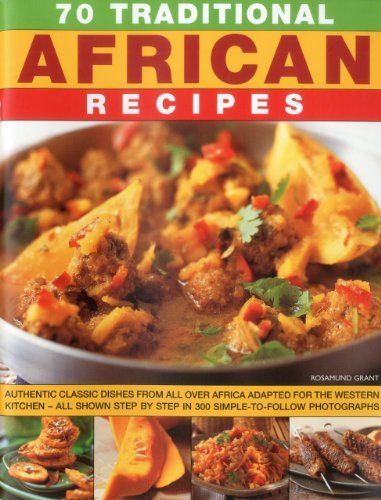 70 TRADITIONAL
AFRICAN
RECIPES
ROSAMUND GRANT
AUTHENTIC CLASSIC DISHES FROM ALL OVER AFRICA ADAPTED FOR THE WESTERN
KITCHEN – ALL SHOWN STEP BY STEP IN 300 SIMPLE-TO-FOLLOW PHOTOGRAPHS